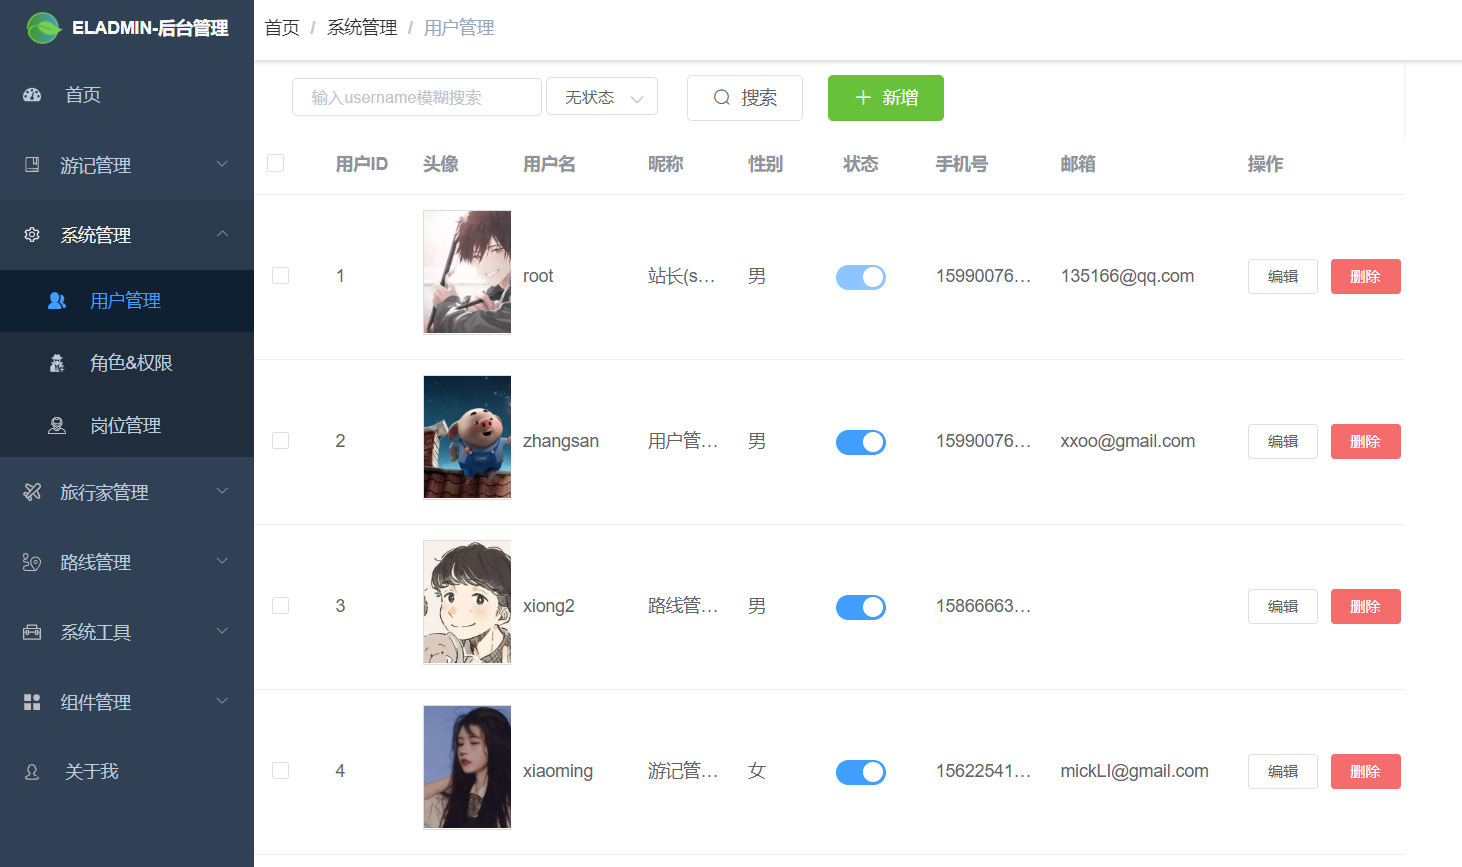 ELADMIN-后台管理
首页
游记管理
系统管理
用户管理
角色&权限
岗位管理
旅行家管理
路线管理
系统工具
组件管理
关于我
首页 / 系统管理 / 用户管理
输入username模糊搜索 无状态 搜索 新增
用户ID 头像 用户名 昵称 性别 状态 手机号 邮箱 操作
1 root 站长(s... 男 15990076... 135166@qq.com 编辑 删除
2 zhangsan 用户管... 男 15990076... xxoo@gmail.com 编辑 删除
3 xiong2 路线管... 男 15866663... 编辑 删除
4 xiaoming 游记管... 女 15622541... mickLI@gmail.com 编辑 删除